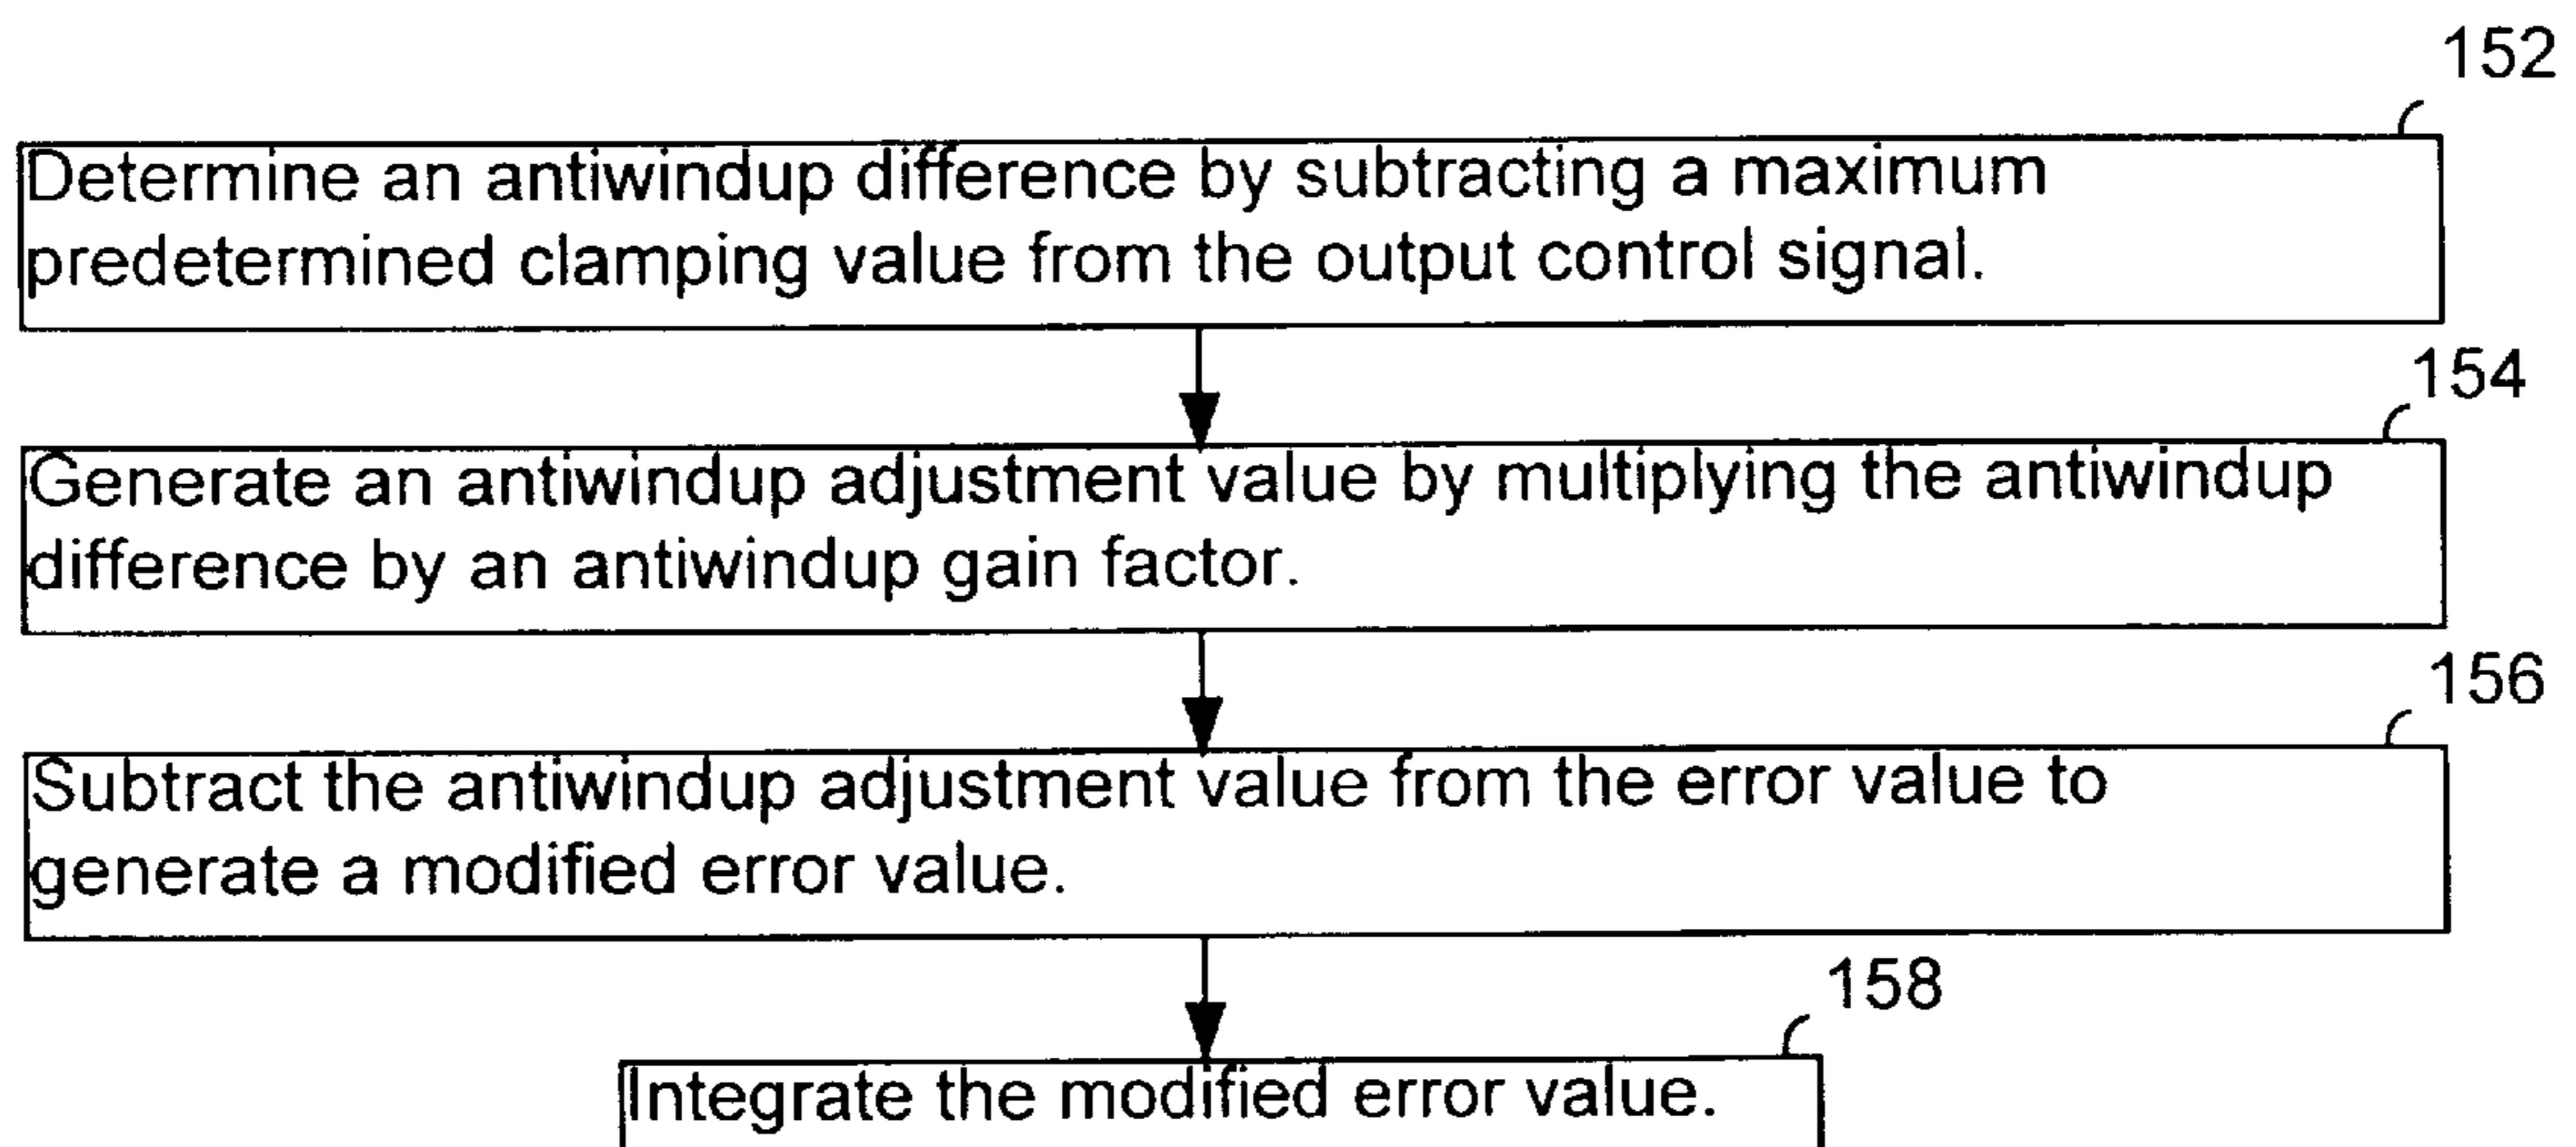 152
Determine an antiwindup difference by subtracting a maximum
predetermined clamping value from the output control signal.
154
Generate an antiwindup adjustment value by multiplying the antiwindup
difference by an antiwindup gain factor.
156
Subtract the antiwindup adjustment value from the error value to
generate a modified error value.
158
Integrate the modified error value.